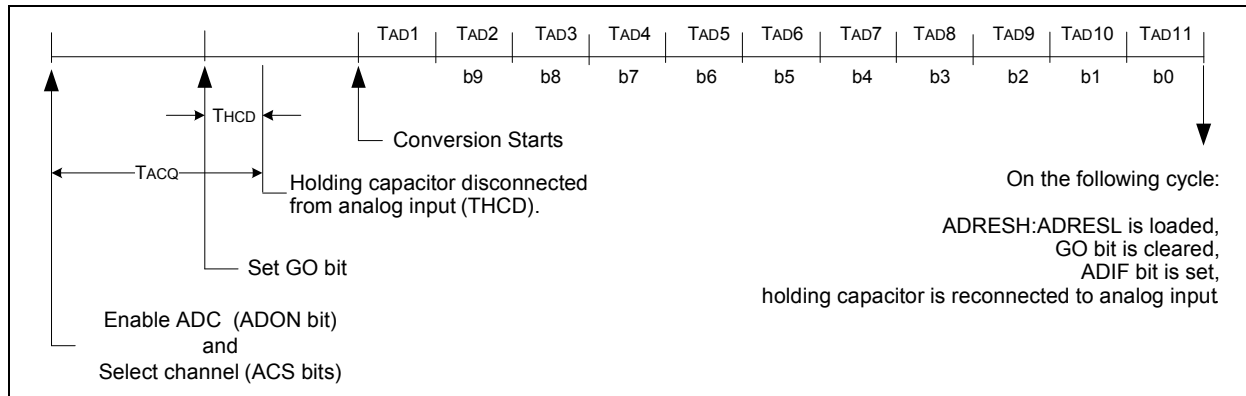 TAD1 TAD2 TAD3 TAD4 TAD5 TAD6 TAD7 TAD8 TAD9 TAD10 TAD11
b9 b8 b7 b6 b5 b4 b3 b2 b1 b0
THCD
Conversion Starts
TACQ
Holding capacitor disconnected
from analog input (THCD).
Set GO bit
Enable ADC (ADON bit)
and
Select channel (ACS bits)
On the following cycle:
ADRESH:ADRESL is loaded,
GO bit is cleared,
ADIF bit is set,
holding capacitor is reconnected to analog input